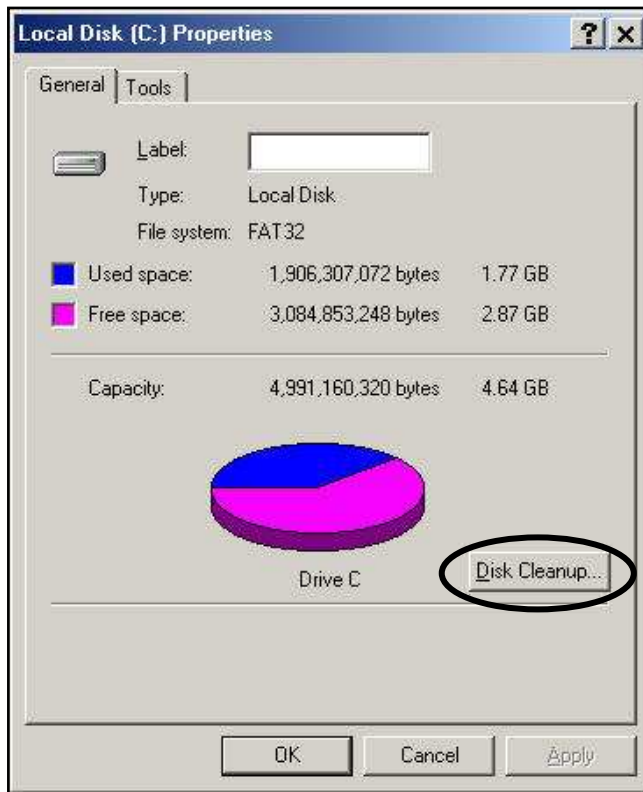 Local Disk (C:) Properties
General Tools
Label:
Type: Local Disk
File system: FAT32
Used space: 1,906,307,072 bytes 1.77 GB
Free space: 3,084,853,248 bytes 2.87 GB
Capacity: 4,991,160,320 bytes 4.64 GB
Drive C Disk Cleanup...
OK Cancel Apply